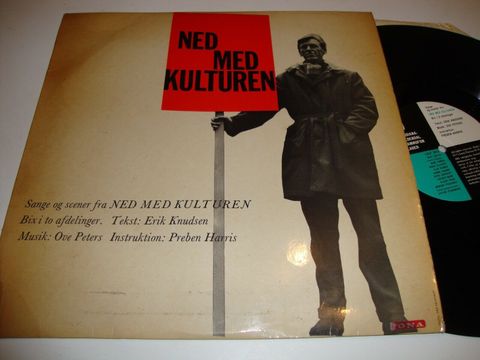 NED
MED
KULTUREN
Sange og scener fra NED MED KULTUREN
Bix i to afdelinger. Tekst: Erik Knudsen
Musik: Ove Peters Instruktion: Preben Harris